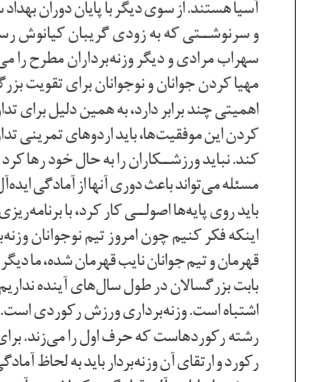 آسیا هستند. از سوی دیگر با پایان دوران بهداد س
و سرنوشتی که به زودی گریبان کیانوش رس
سهراب مرادی و دیگر وزنه‌برداران مطرح را می
مهیا کردن جوانان و نوجوانان برای تقویت بزرگ
اهمیتی چند برابر دارد، به همین دلیل برای تدا
کردن این موفقیت‌ها، باید اردوهای تمرینی تدا
کند. نباید ورزشکاران را به حال خود رها کرد
مسئله می‌تواند باعث دوری آنها از آمادگی ایده‌آل
باید روی پایه‌ها اصولی کار کرد، با برنامه‌ریزی
اینکه فکر کنیم چون امروز تیم نوجوانان وزنه‌ب
قهرمان و تیم جوانان نایب قهرمان شده، ما دیگر
بابت بزرگسالان در طول سال‌های آینده نداریم
اشتباه است. وزنه‌برداری ورزش رکوردی است.
رشته رکوردهاست که حرف اول را می‌زند. برای
رکورد و ارتقای آن وزنه‌بردار باید به لحاظ آمادگی